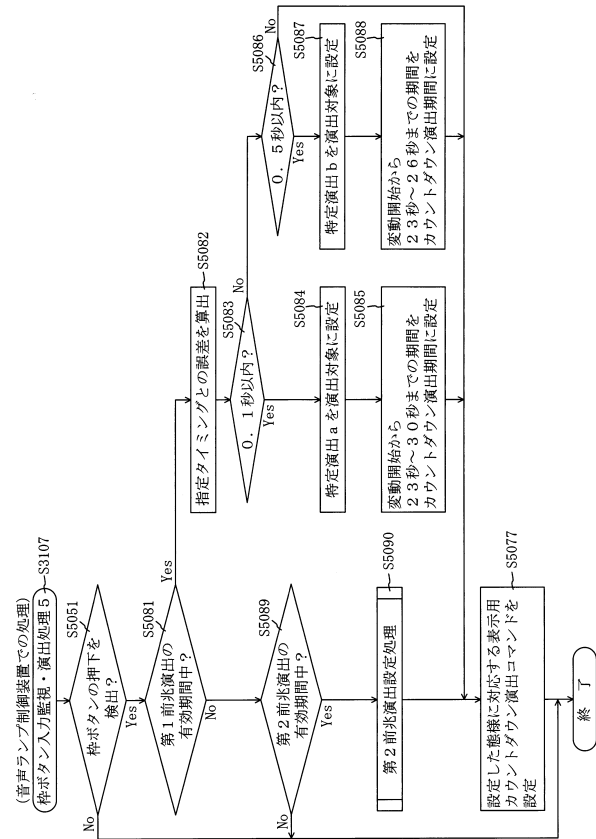 (音声ランプ制御装置での処理)
枠ボタン入力監視・演出処理5
S3107
枠ボタンの押下を
検出？
S5051
No
Yes
第1前兆演出の
有効期間中？
S5081
Yes
No
指定タイミングとの誤差を算出
S5082
0．1秒以内？
S5083
No
Yes
特定演出aを演出対象に設定
S5084
変動開始から
23秒～30秒までの期間を
カウントダウン演出期間に設定
S5085
0．5秒以内？
S5086
No
Yes
特定演出bを演出対象に設定
S5087
変動開始から
23秒～26秒までの期間を
カウントダウン演出期間に設定
S5088
第2前兆演出の
有効期間中？
S5089
No
Yes
第2前兆演出設定処理
S5090
設定した態様に対応する表示用
カウントダウン演出コマンドを
設定
S5077
終 了